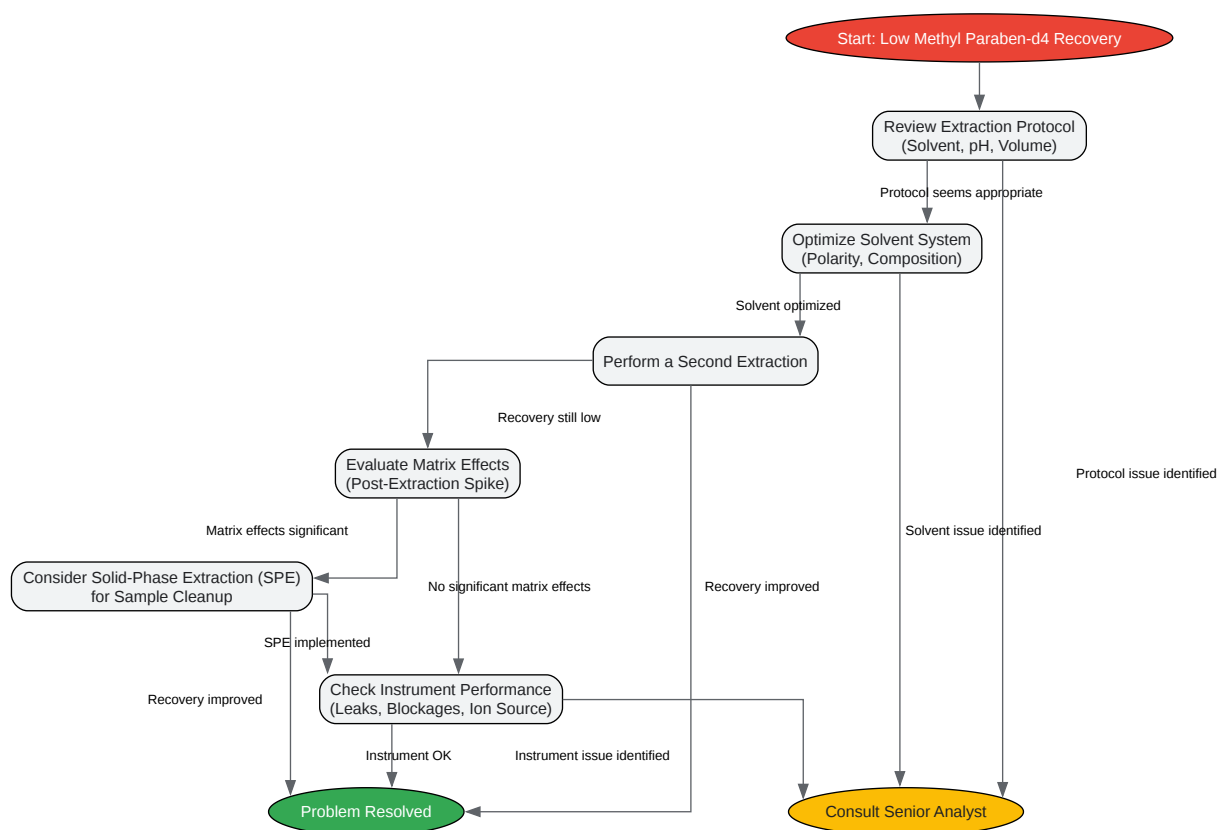 Start: Low Methyl Paraben-d4 Recovery
Review Extraction Protocol
(Solvent, pH, Volume)
Protocol seems appropriate
Optimize Solvent System
(Polarity, Composition)
Solvent optimized
Perform a Second Extraction
Recovery still low
Evaluate Matrix Effects
(Post-Extraction Spike)
Protocol issue identified
Matrix effects significant
Solvent issue identified
Consider Solid-Phase Extraction (SPE)
for Sample Cleanup
No significant matrix effects
Recovery improved
SPE implemented
Check Instrument Performance
(Leaks, Blockages, Ion Source)
Recovery improved
Instrument OK
Instrument issue identified
Problem Resolved
Consult Senior Analyst